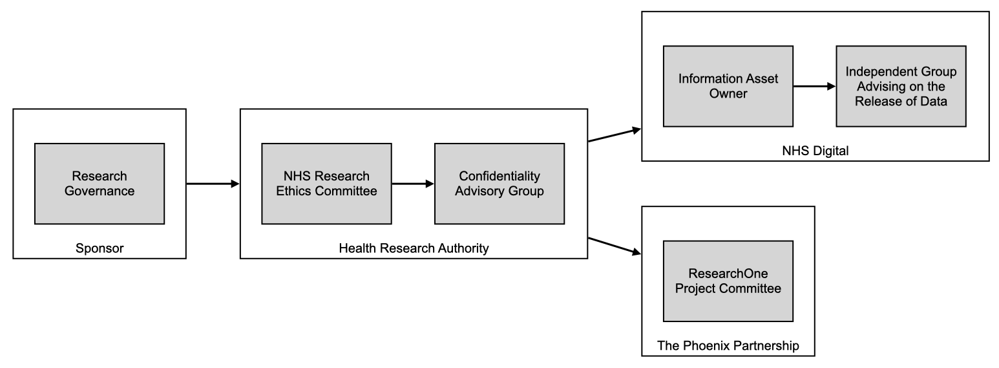 Research
Governance
Sponsor
NHS Research
Ethics Committee
Confidentiality
Advisory Group
Health Research Authority
Information Asset
Owner
Independent Group
Advising on the
Release of Data
NHS Digital
ResearchOne
Project Committee
The Phoenix Partnership